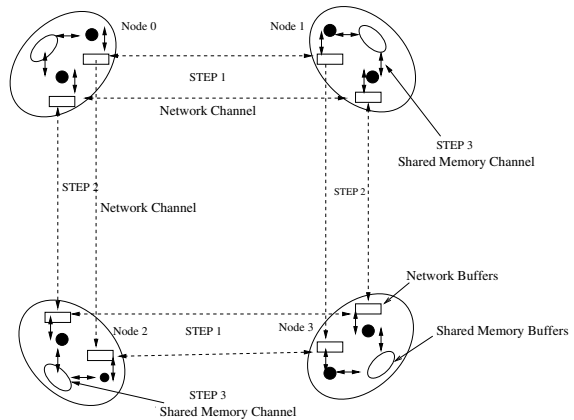 Node 0
Node 1
STEP 1
Network Channel
STEP 3
Shared Memory Channel
STEP 2
STEP 2
Network Channel
Network Buffers
Node 2
STEP 1
Node 3
Shared Memory Buffers
STEP 3
Shared Memory Channel